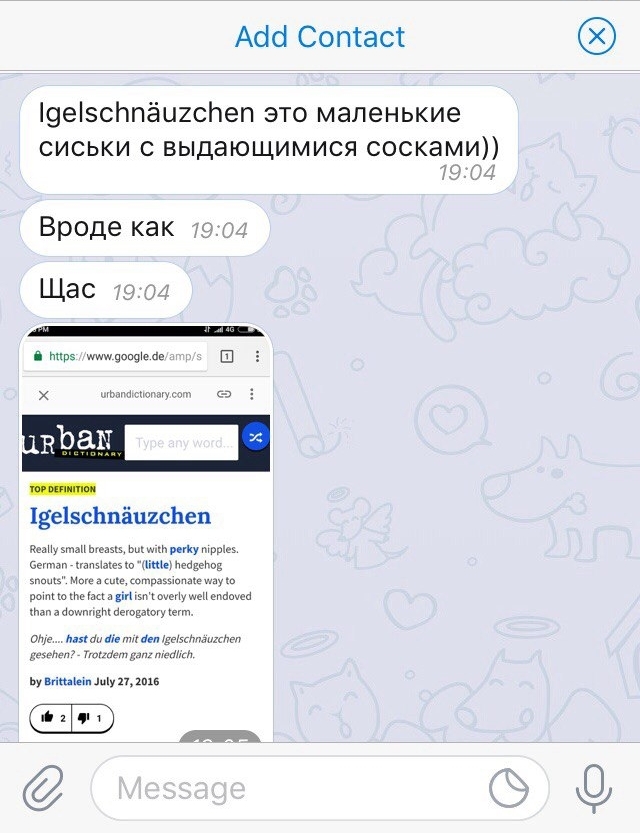 Add Contact
Igelschnäuzchen это маленькие
сиськи с выдающимися сосками))
19:04
Вроде как 19:04
Щас 19:04
PM 4G
https://www.google.de/amp/s 1
urbandictionary.com
urban Type any word...
DICTIONARY
TOP DEFINITION
Igelschnäuzchen
Really small breasts, but with perky nipples.
German - translates to "(little) hedgehog
snouts". More a cute, compassionate way to
point to the fact a girl isn't overly well endoved
than a downright derogatory term.
Ohje.... hast du die mit den Igelschnäuzchen
gesehen? - Trotzdem ganz niedlich.
by Brittalein July 27, 2016
2 1
Message